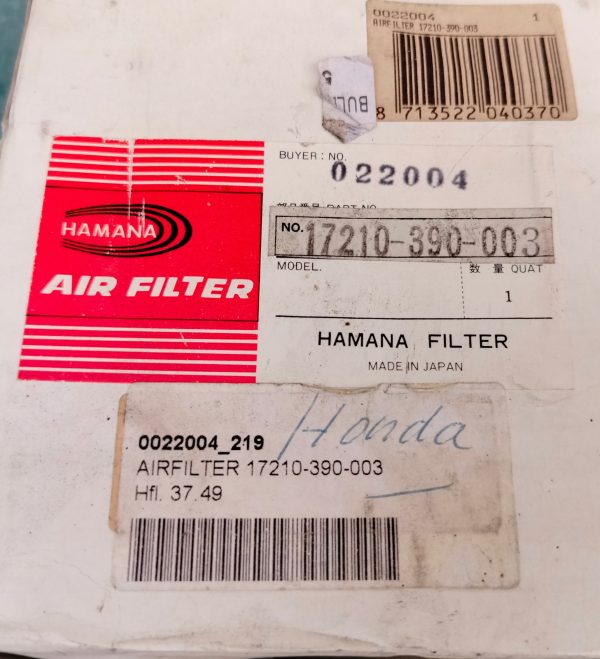 0022004 1
AIRFILTER 17210-390-003
8 713522 040370
BUYER: NO.
022004
部品番号 PART NO.
NO. 17210-390-003
MODEL. 数量 QUAT
1
HAMANA
AIR FILTER
HAMANA FILTER
MADE IN JAPAN
Honda
0022004_219
AIRFILTER 17210-390-003
Hfl. 37.49